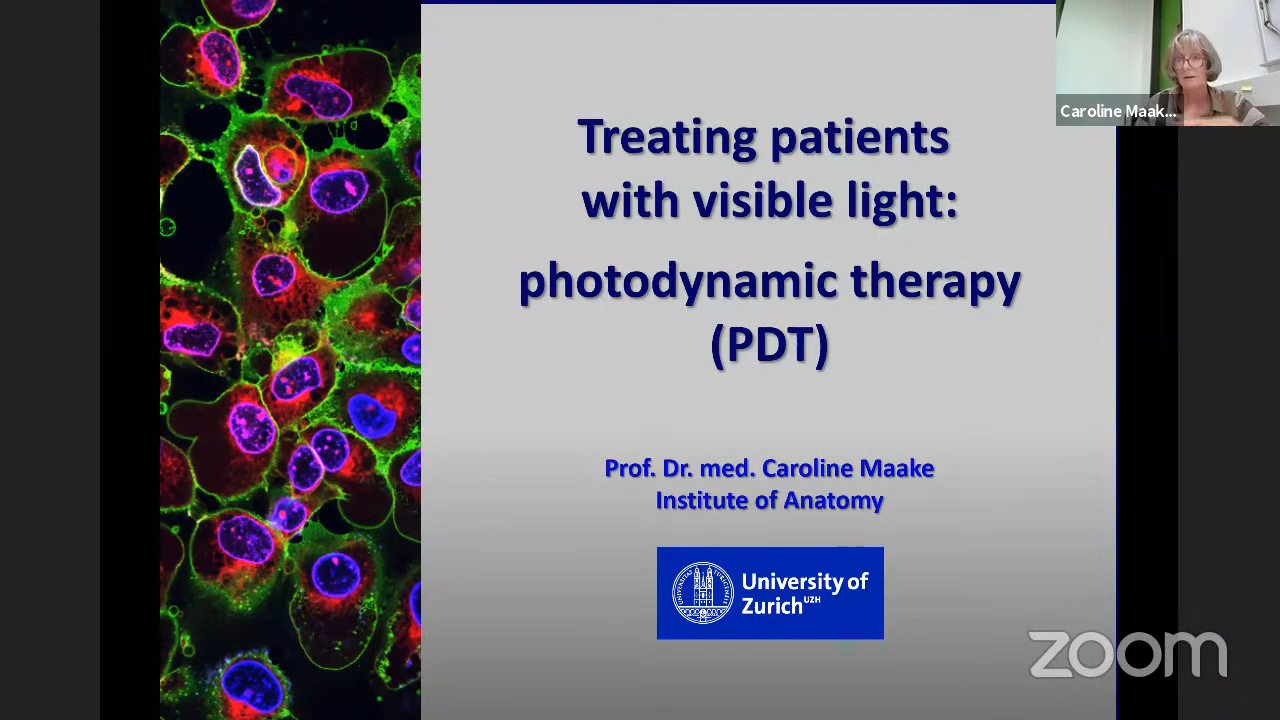 Treating patients
with visible light:
photodynamic therapy
(PDT)
Prof. Dr. med. Caroline Maake
Institute of Anatomy
University of
Zurich UZH
Caroline Maak...
zoom